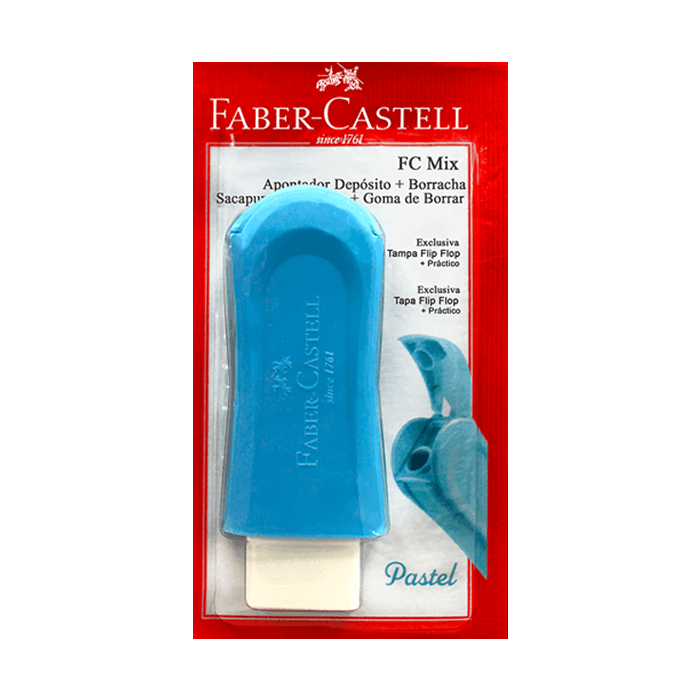 FABER-CASTELL
since 1761
FC Mix
Apontador Depósito + Borracha
Sacapu + Goma de Borrar
Exclusiva
Tampa Flip Flop
+ Práctico
Exclusiva
Tapa Flip Flop
+ Práctico
FABER-CASTELL
since 1761
Pastel